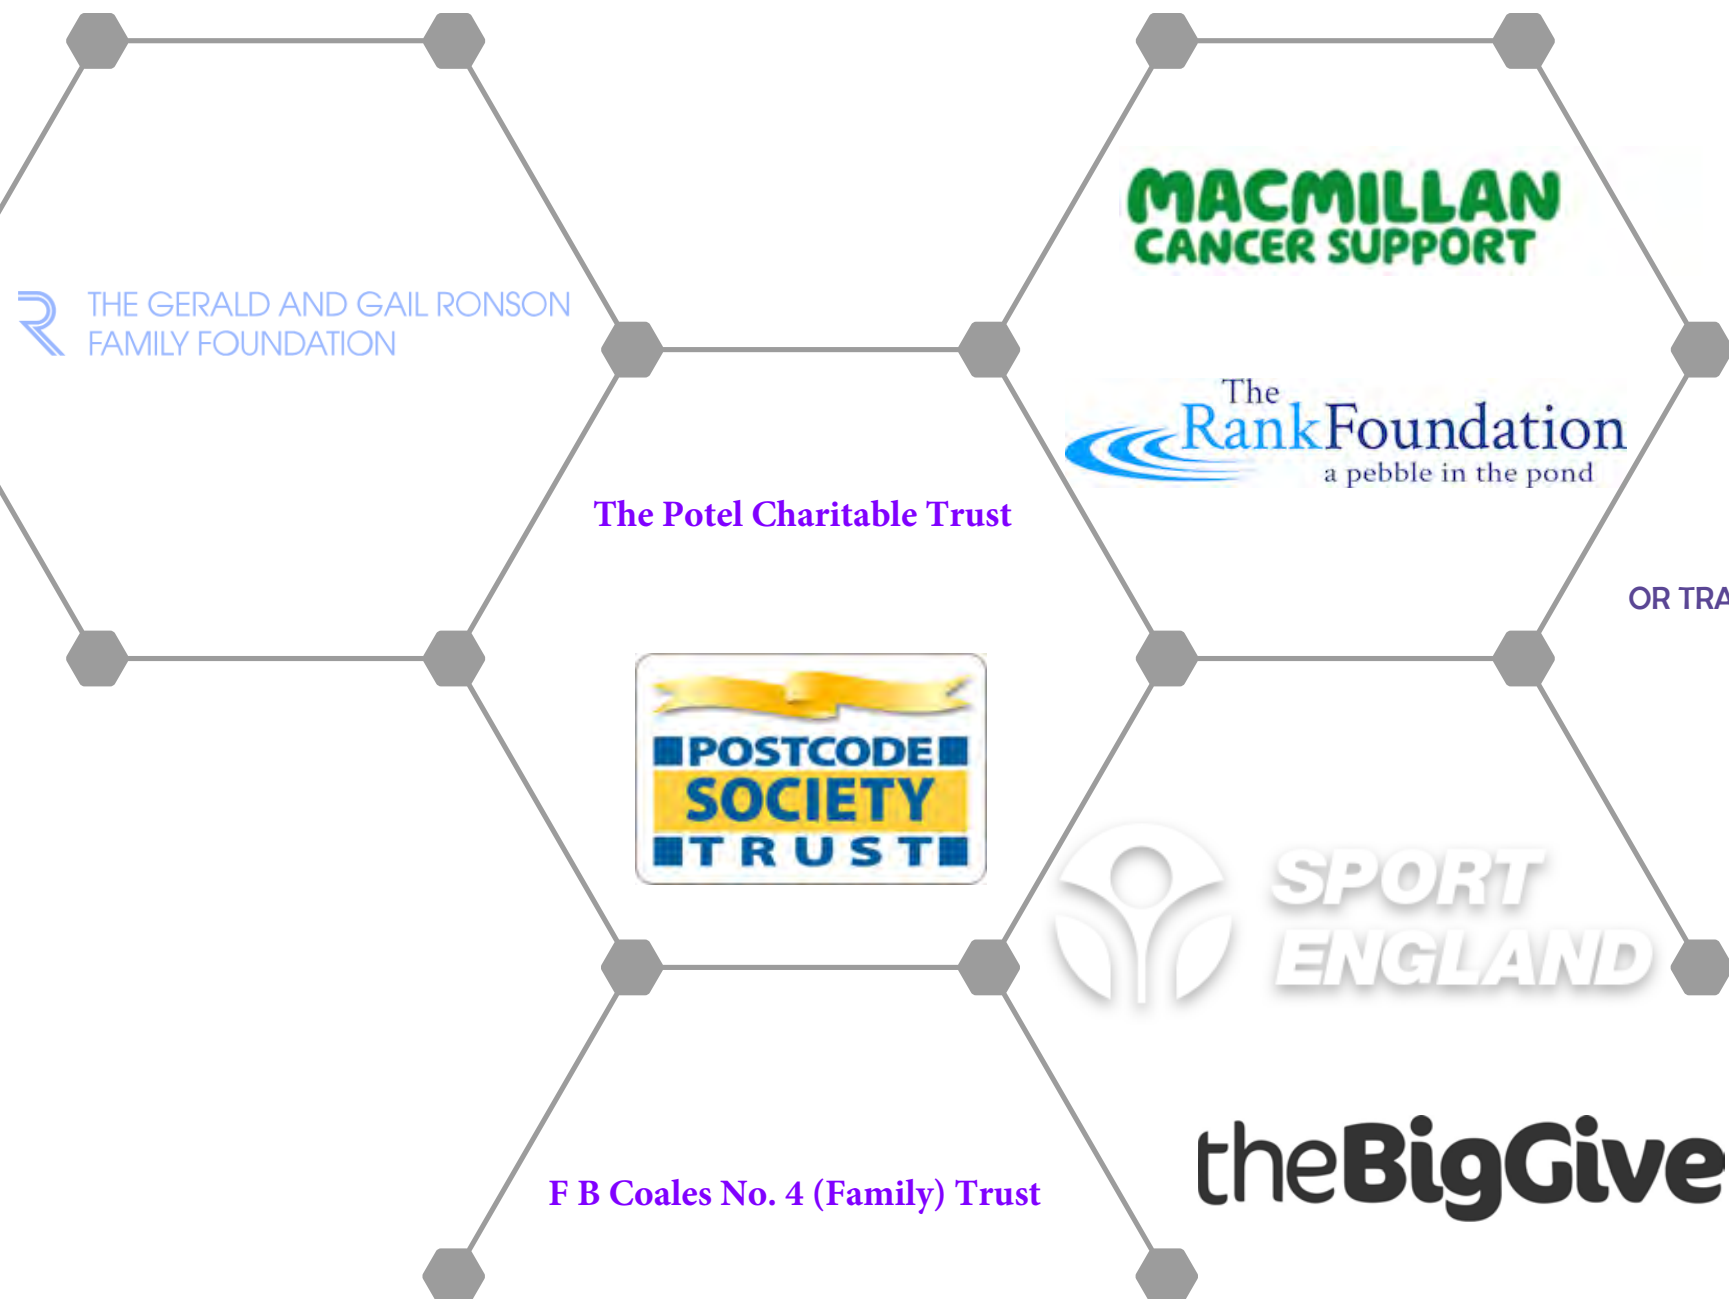 MACMILLAN
CANCER SUPPORT
THE GERALD AND GAIL RONSON
FAMILY FOUNDATION
The
RankFoundation
a pebble in the pond
The Potel Charitable Trust
OR TRA
POSTCODE
SOCIETY
TRUST
SPORT
ENGLAND
theBigGive
F B Coales No. 4 (Family) Trust